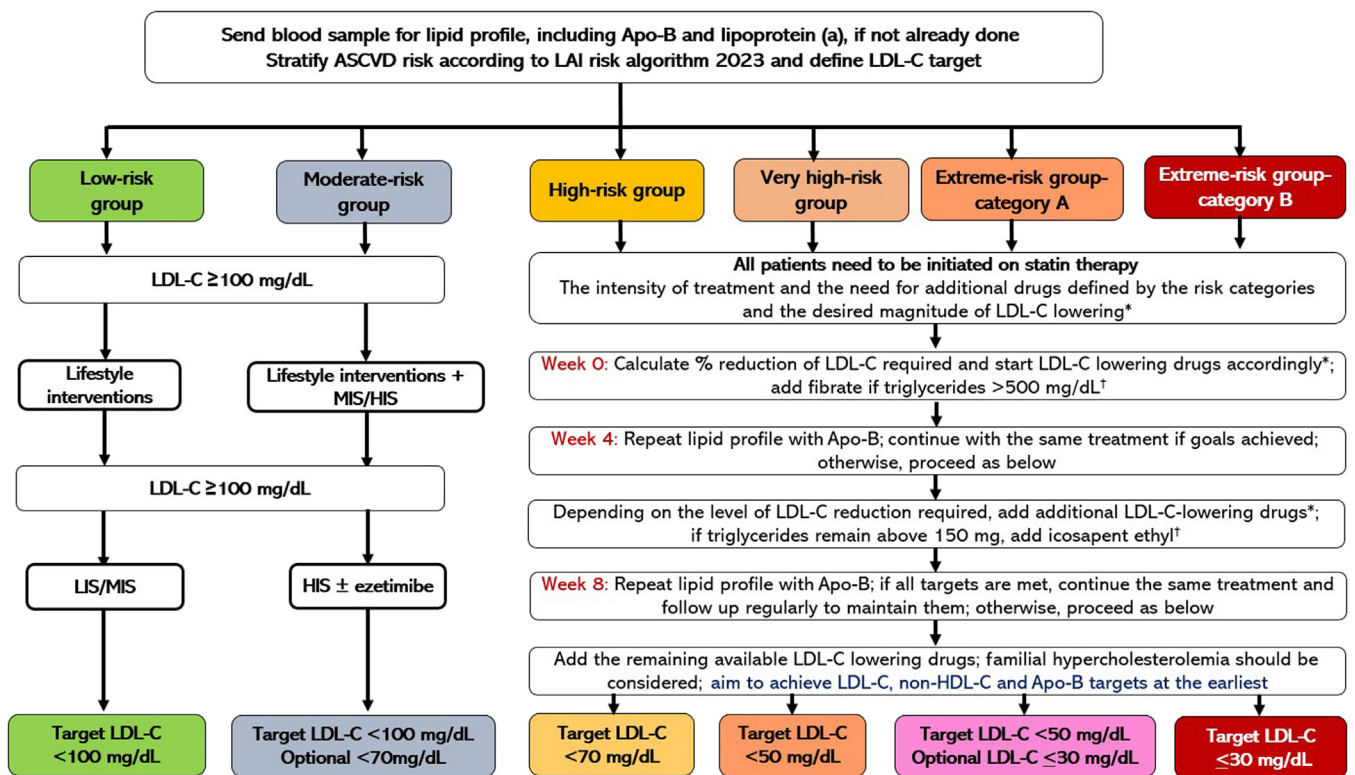 Send blood sample for lipid profile, including Apo-B and lipoprotein (a), if not already done
Stratify ASCVD risk according to LAI risk algorithm 2023 and define LDL-C target
Low-risk
group
Moderate-risk
group
High-risk group
Very high-risk
group
Extreme-risk group-
category A
Extreme-risk group-
category B
LDL-C ≥100 mg/dL
Lifestyle
interventions
Lifestyle interventions +
MIS/HIS
LDL-C ≥100 mg/dL
LIS/MIS
HIS ± ezetimibe
All patients need to be initiated on statin therapy
The intensity of treatment and the need for additional drugs defined by the risk categories
and the desired magnitude of LDL-C lowering*
Week 0: Calculate % reduction of LDL-C required and start LDL-C lowering drugs accordingly*;
add fibrate if triglycerides >500 mg/dL†
Week 4: Repeat lipid profile with Apo-B; continue with the same treatment if goals achieved;
otherwise, proceed as below
Depending on the level of LDL-C reduction required, add additional LDL-C-lowering drugs*;
if triglycerides remain above 150 mg, add icosapent ethyl†
Week 8: Repeat lipid profile with Apo-B; if all targets are met, continue the same treatment and
follow up regularly to maintain them; otherwise, proceed as below
Add the remaining available LDL-C lowering drugs; familial hypercholesterolemia should be
considered; aim to achieve LDL-C, non-HDL-C and Apo-B targets at the earliest
Target LDL-C
<100 mg/dL
Target LDL-C <100 mg/dL
Optional <70mg/dL
Target LDL-C
<70 mg/dL
Target LDL-C
<50 mg/dL
Target LDL-C <50 mg/dL
Optional LDL-C ≤30 mg/dL
Target LDL-C
≤30 mg/dL